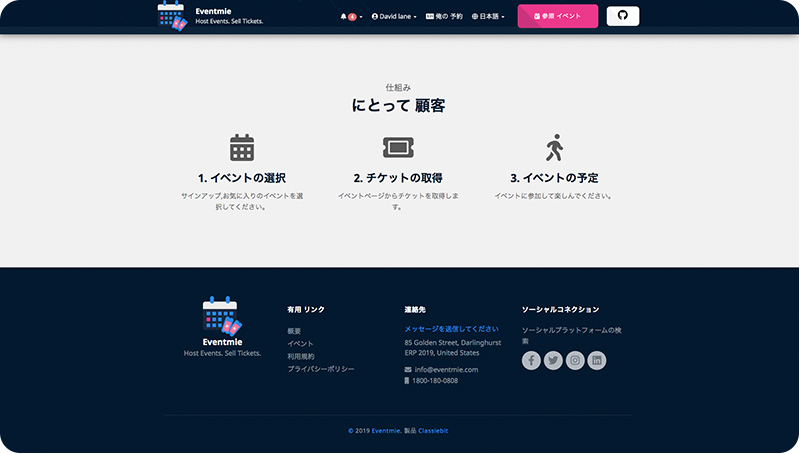 Eventmie
Host Events. Sell Tickets.
4
David lane
俺の 予約
日本語
参照 イベント
仕組み
にとって 顧客
1. イベントの選択
サインアップ,お気に入りのイベントを選
択してください。
2. チケットの取得
イベントページからチケットを取得しま
す。
3. イベントの予定
イベントに参加して楽しんでください。
Eventmie
Host Events. Sell Tickets.
有用 リンク
概要
イベント
利用規約
プライバシーポリシー
連絡先
メッセージを送信してください
85 Golden Street, Darlinghurst
ERP 2019, United States
info@eventmie.com
1800-180-0808
ソーシャルコネクション
ソーシャルプラットフォームの検
索
© 2019 Eventmie. 製品 Classiebit